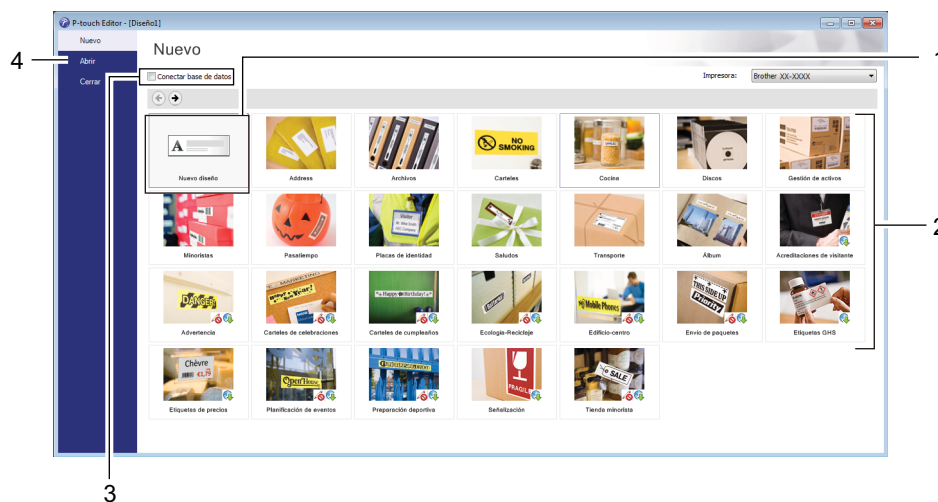 P-touch Editor - [Diseño1]
Nuevo
Abrir
Cerrar
Nuevo
Conectar base de datos
Impresora:
Brother XX-XXXX
A
Nuevo diseño
Address
Archivos
NO
SMOKING
Carteles
Cocina
Discos
Gestión de activos
Minoristas
Pasatiempo
Visitor
Placas de identidad
Saludos
Transporte
Álbum
Acreditaciones de visitante
DANGER
Advertencia
MARKETING
Carteles de celebraciones
Happy Birthday!
Carteles de cumpleaños
Ecología-Reciclaje
Mobile Phones
Edificio-centro
THIS SIDE UP
Priority
Envío de paquetes
Etiquetas GHS
Chèvre
€1,75
Etiquetas de precios
Open House
Planificación de eventos
Preparación deportiva
FRAGILE
Señalización
SALE
Tienda minorista
1
2
3
4